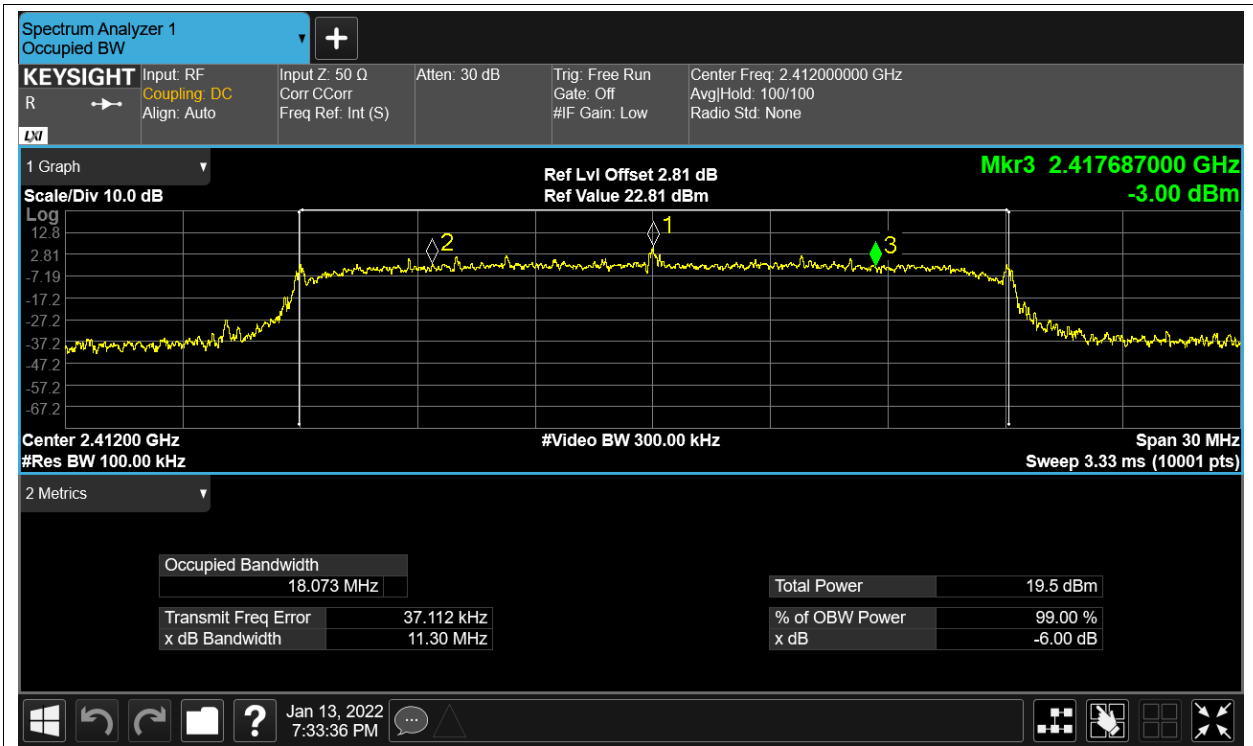 Spectrum Analyzer 1
Occupied BW
KEYSIGHT
R
LXI
Input: RF
Coupling: DC
Align: Auto
Input Z: 50 Ω
Corr CCorr
Freq Ref: Int (S)
Atten: 30 dB
Trig: Free Run
Gate: Off
#IF Gain: Low
Center Freq: 2.412000000 GHz
Avg|Hold: 100/100
Radio Std: None
1 Graph
Scale/Div 10.0 dB
Ref Lvl Offset 2.81 dB
Ref Value 22.81 dBm
Mkr3 2.417687000 GHz
-3.00 dBm
Log
12.8
2.81
-7.19
-17.2
-27.2
-37.2
-47.2
-57.2
-67.2
2
1
3
Center 2.41200 GHz
#Res BW 100.00 kHz
#Video BW 300.00 kHz
Span 30 MHz
Sweep 3.33 ms (10001 pts)
2 Metrics
Occupied Bandwidth
18.073 MHz
Transmit Freq Error 37.112 kHz
x dB Bandwidth 11.30 MHz
Total Power 19.5 dBm
% of OBW Power 99.00 %
x dB -6.00 dB
?
Jan 13, 2022
7:33:36 PM